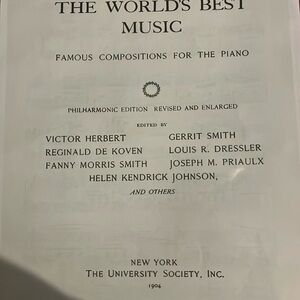 THE WORLD'S BEST
MUSIC
FAMOUS COMPOSITIONS FOR THE PIANO
PHILHARMONIC EDITION REVISED AND ENLARGED
EDITED BY
VICTOR HERBERT GERRIT SMITH
REGINALD DE KOVEN LOUIS R. DRESSLER
FANNY MORRIS SMITH JOSEPH M. PRIAULX
HELEN KENDRICK JOHNSON,
AND OTHERS
NEW YORK
THE UNIVERSITY SOCIETY, INC.
1904